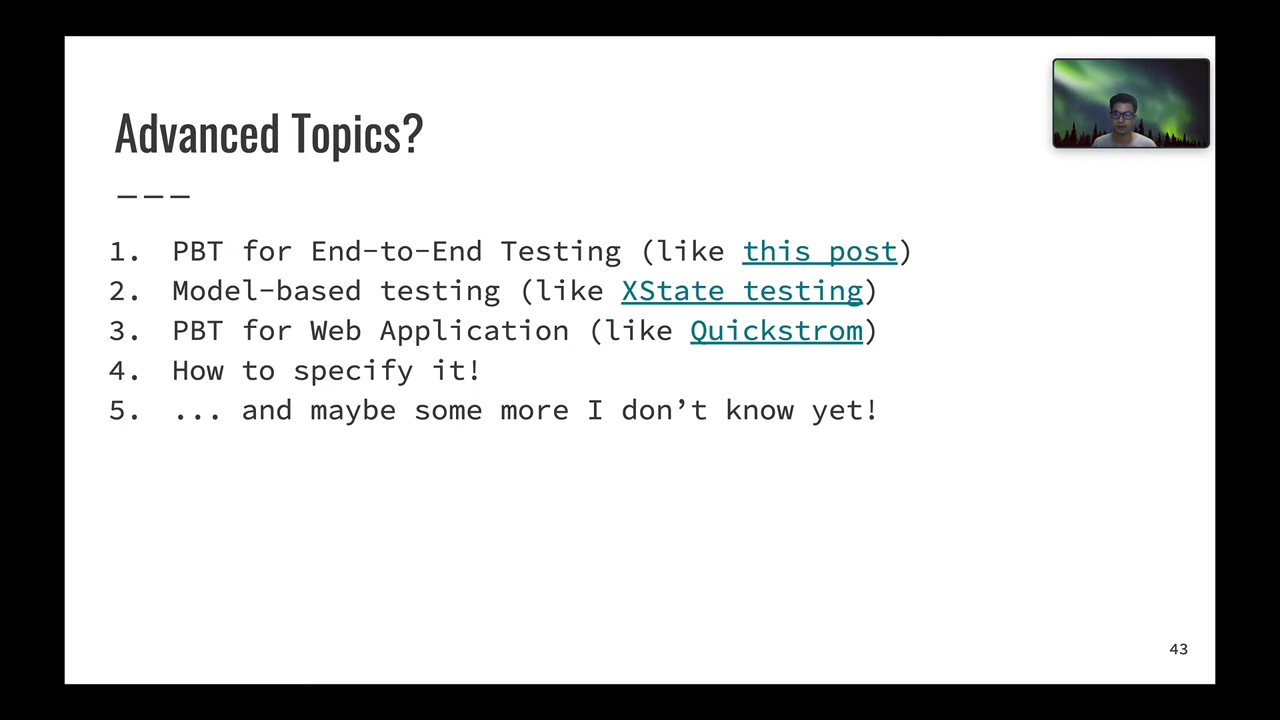 Advanced Topics?
———
1. PBT for End-to-End Testing (like this post)
2. Model-based testing (like XState testing)
3. PBT for Web Application (like Quickstrom)
4. How to specify it!
5. ... and maybe some more I don’t know yet!
43